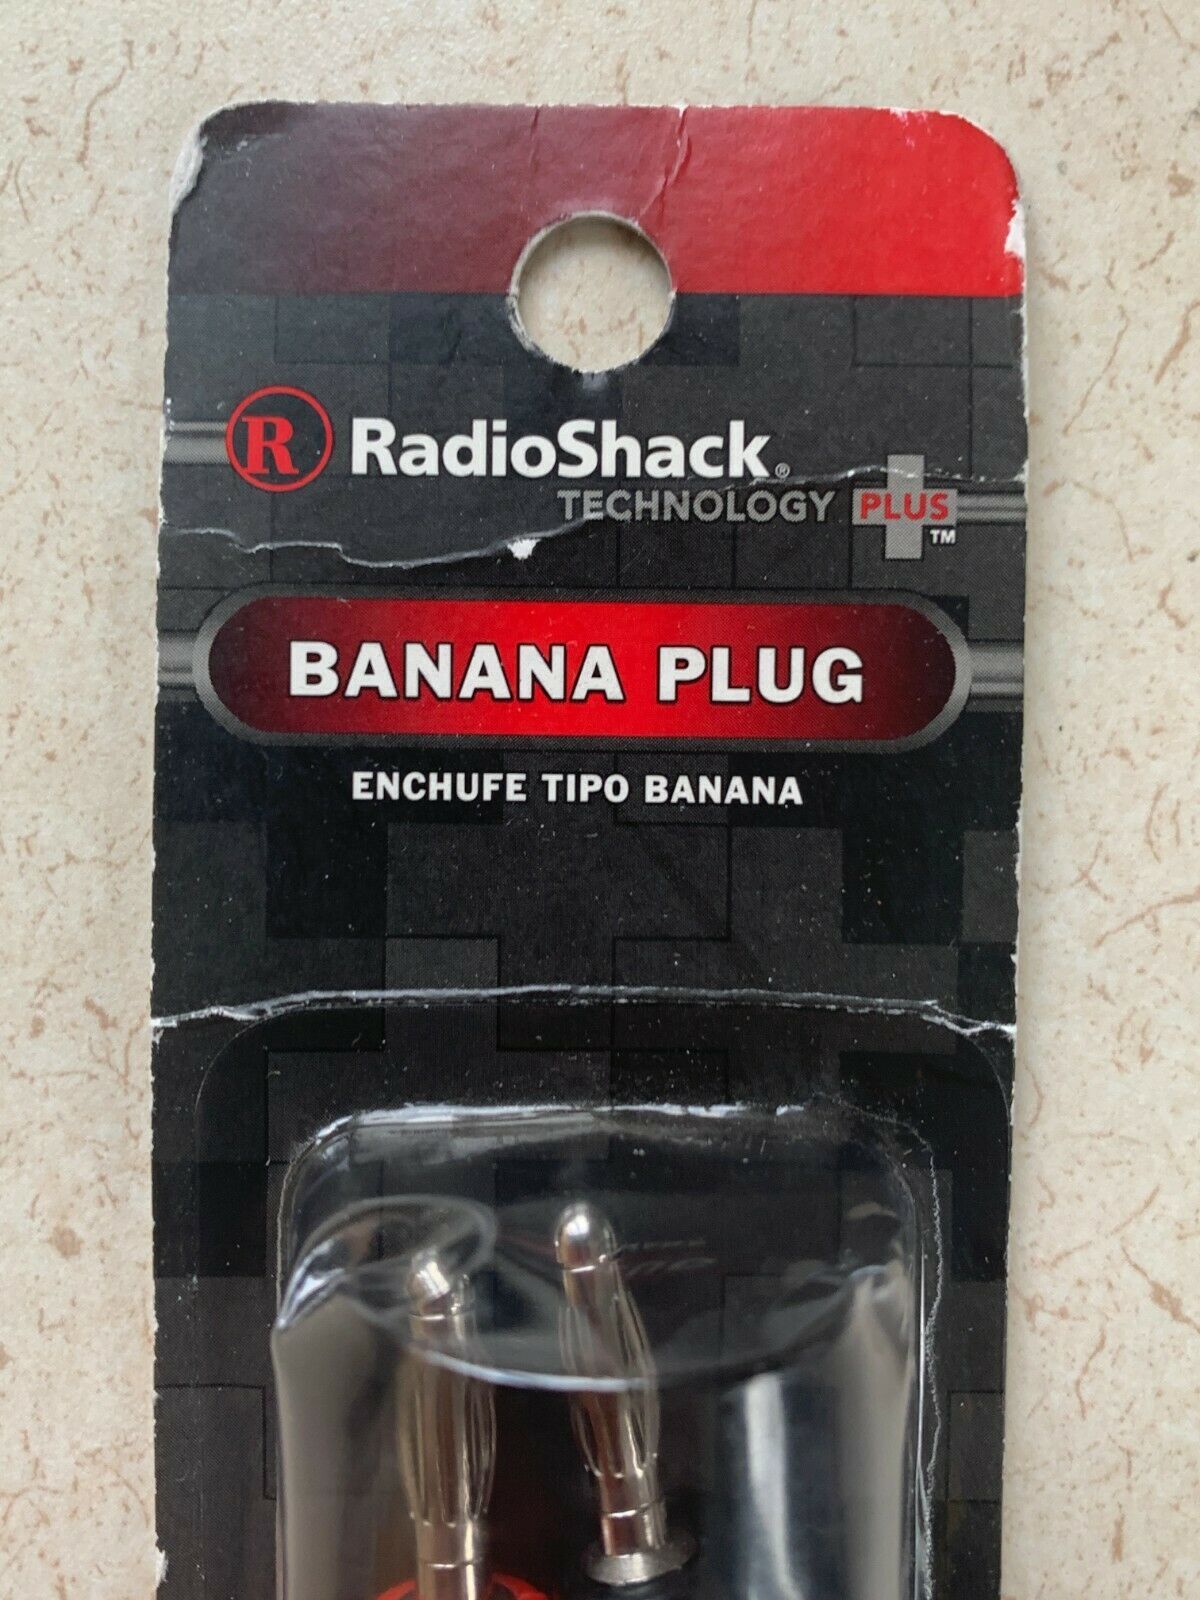 R RadioShack®
TECHNOLOGY PLUS™
BANANA PLUG
ENCHUFE TIPO BANANA